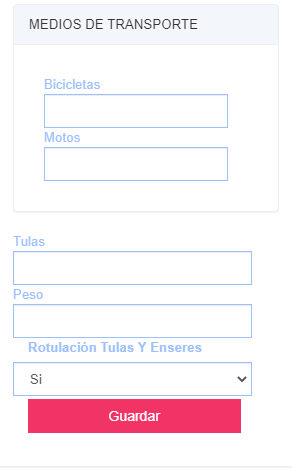 MEDIOS DE TRANSPORTE
Bicicletas
Motos
Tulas
Peso
Rotulación Tulas Y Enseres
Si
Guardar